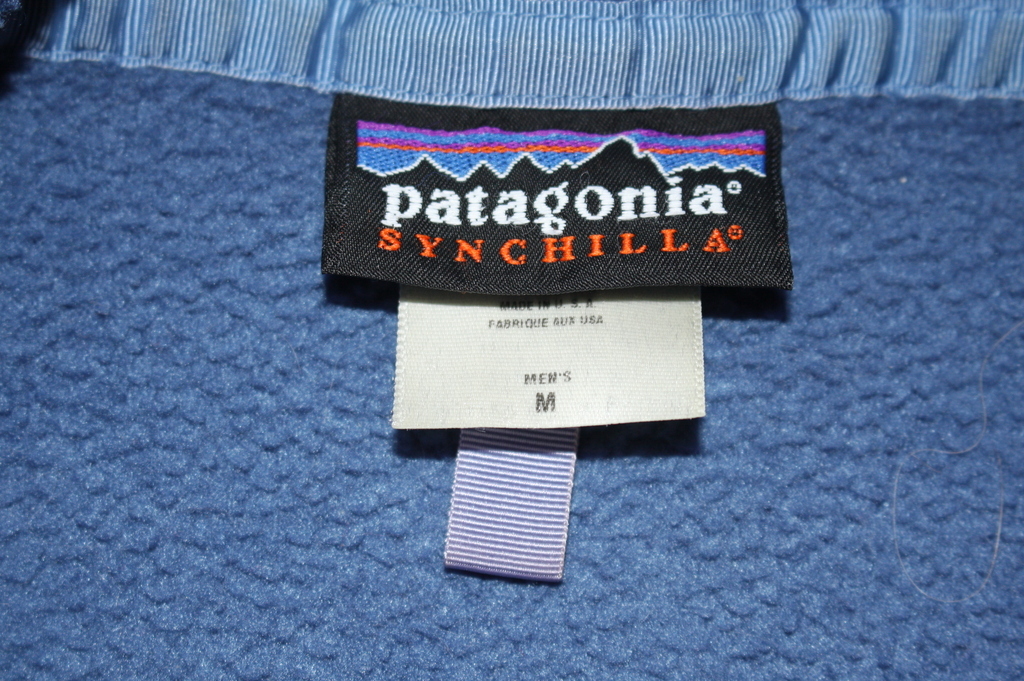 patagonia®
SYNCHILLA®
MADE IN U.S.A.
FABRIQUE AUX USA
MEN'S
M